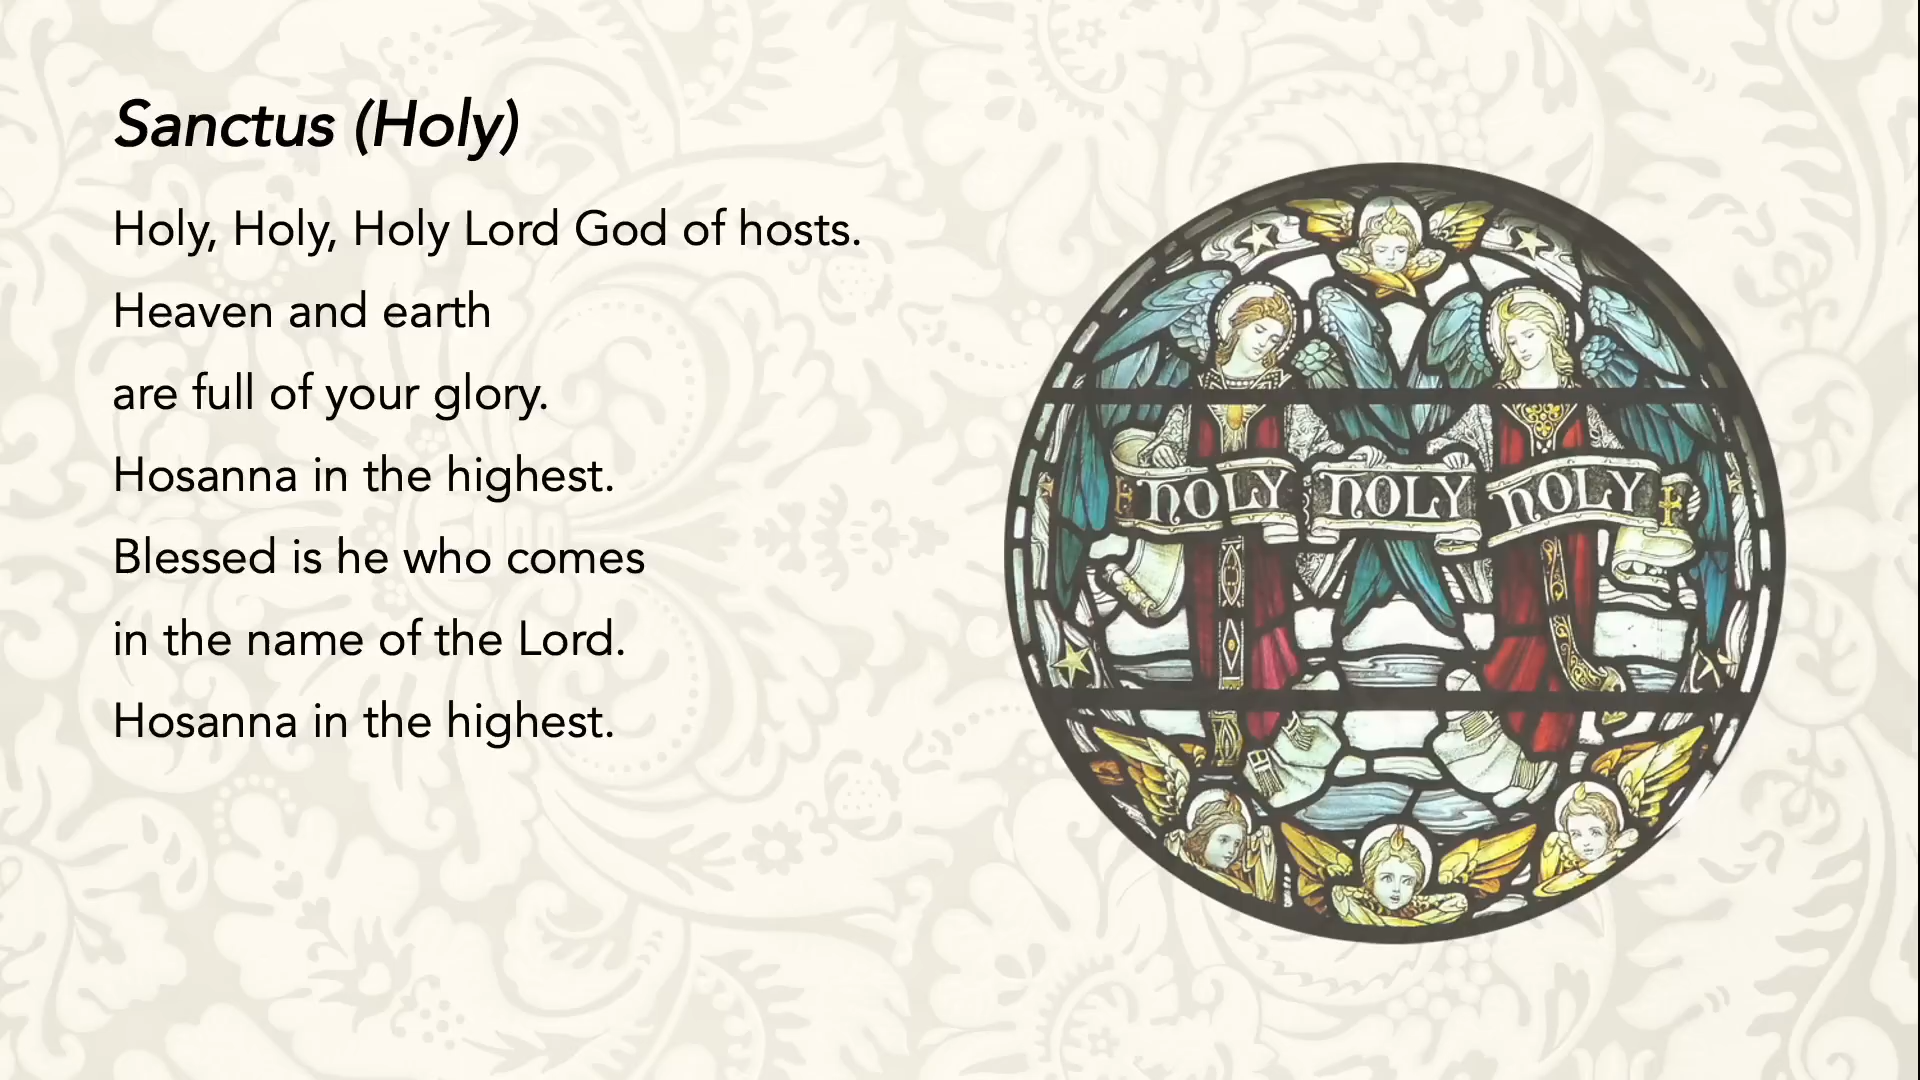 Sanctus (Holy)
Holy, Holy, Holy Lord God of hosts.
Heaven and earth
are full of your glory.
Hosanna in the highest.
Blessed is he who comes
in the name of the Lord.
Hosanna in the highest.
HOLY HOLY HOLY